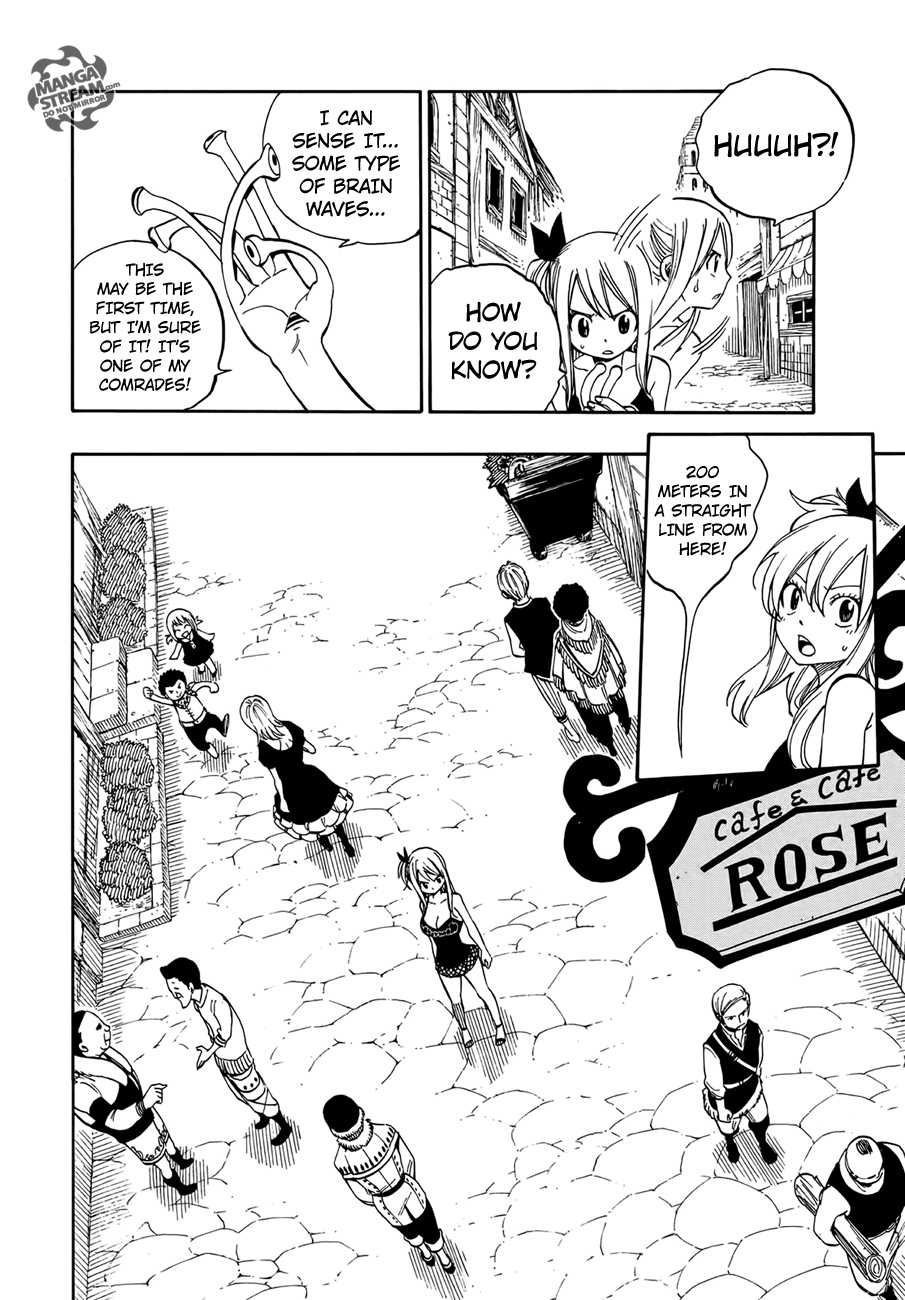 MANGA
STREAM.com
DO NOT MIRROR
HUUUH?!
HOW
DO YOU
KNOW?
I CAN
SENSE IT...
SOME TYPE
OF BRAIN
WAVES...
THIS
MAY BE THE
FIRST TIME,
BUT I'M SURE
OF IT! IT'S
ONE OF MY
COMRADES!
200
METERS IN
A STRAIGHT
LINE FROM
HERE!
cafe & cafe
ROSE